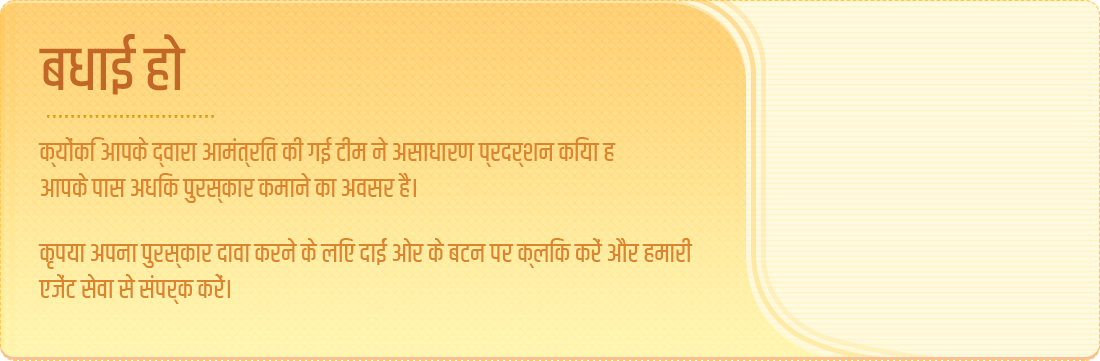 बधाई हो
क्योंकि आपके द्वारा आमंत्रित की गई टीम ने असाधारण प्रदर्शन किया ह
आपके पास अधिक पुरस्कार कमाने का अवसर है।
कृपया अपना पुरस्कार दावा करने के लिए दाईं ओर के बटन पर क्लिक करें और हमारी
एजेंट सेवा से संपर्क करें।